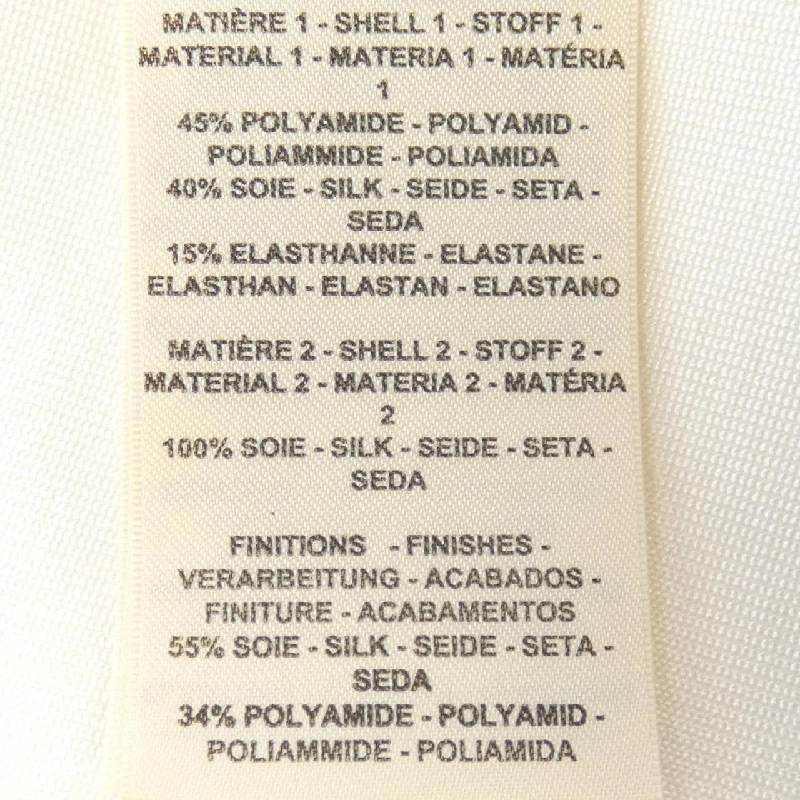 MATIÈRE 1 - SHELL 1 - STOFF 1 -
MATERIAL 1 - MATERIA 1 - MATÉRIA
1
45% POLYAMIDE - POLYAMID -
POLIAMMIDE - POLIAMIDA
40% SOIE - SILK - SEIDE - SETA -
SEDA
15% ELASTHANNE - ELASTANE -
ELASTHAN - ELASTAN - ELASTANO
MATIÈRE 2 - SHELL 2 - STOFF 2 -
MATERIAL 2 - MATERIA 2 - MATÉRIA
2
100% SOIE - SILK - SEIDE - SETA -
SEDA
FINITIONS - FINISHES -
VERARBEITUNG - ACABADOS -
FINITURE - ACABAMENTOS
55% SOIE - SILK - SEIDE - SETA -
SEDA
34% POLYAMIDE - POLYAMID -
POLIAMMIDE - POLIAMIDA